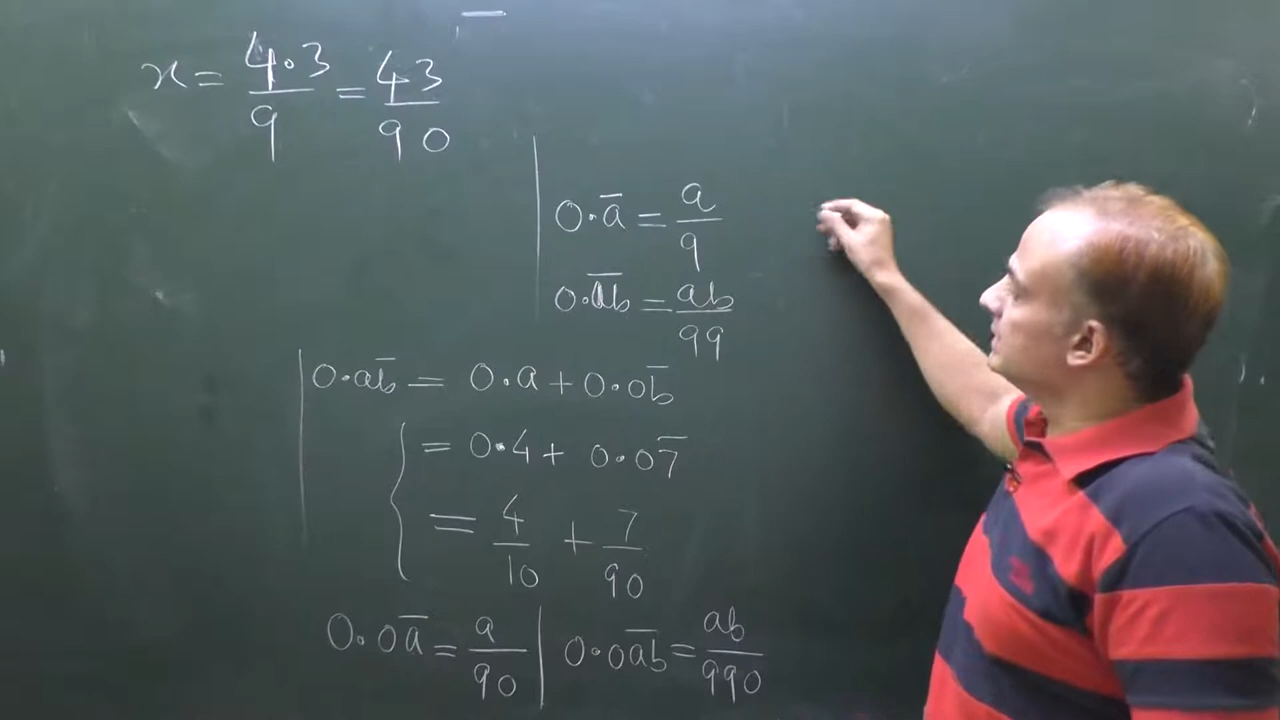 x = 4.3/9 = 43/90
0.a̅ = a/9
0.a̅b̅ = ab/99
0.ab̅ = 0.a + 0.0b̅
= 0.4 + 0.07̅
= 4/10 + 7/90
0.0a̅ = a/90 | 0.0a̅b̅ = ab/990